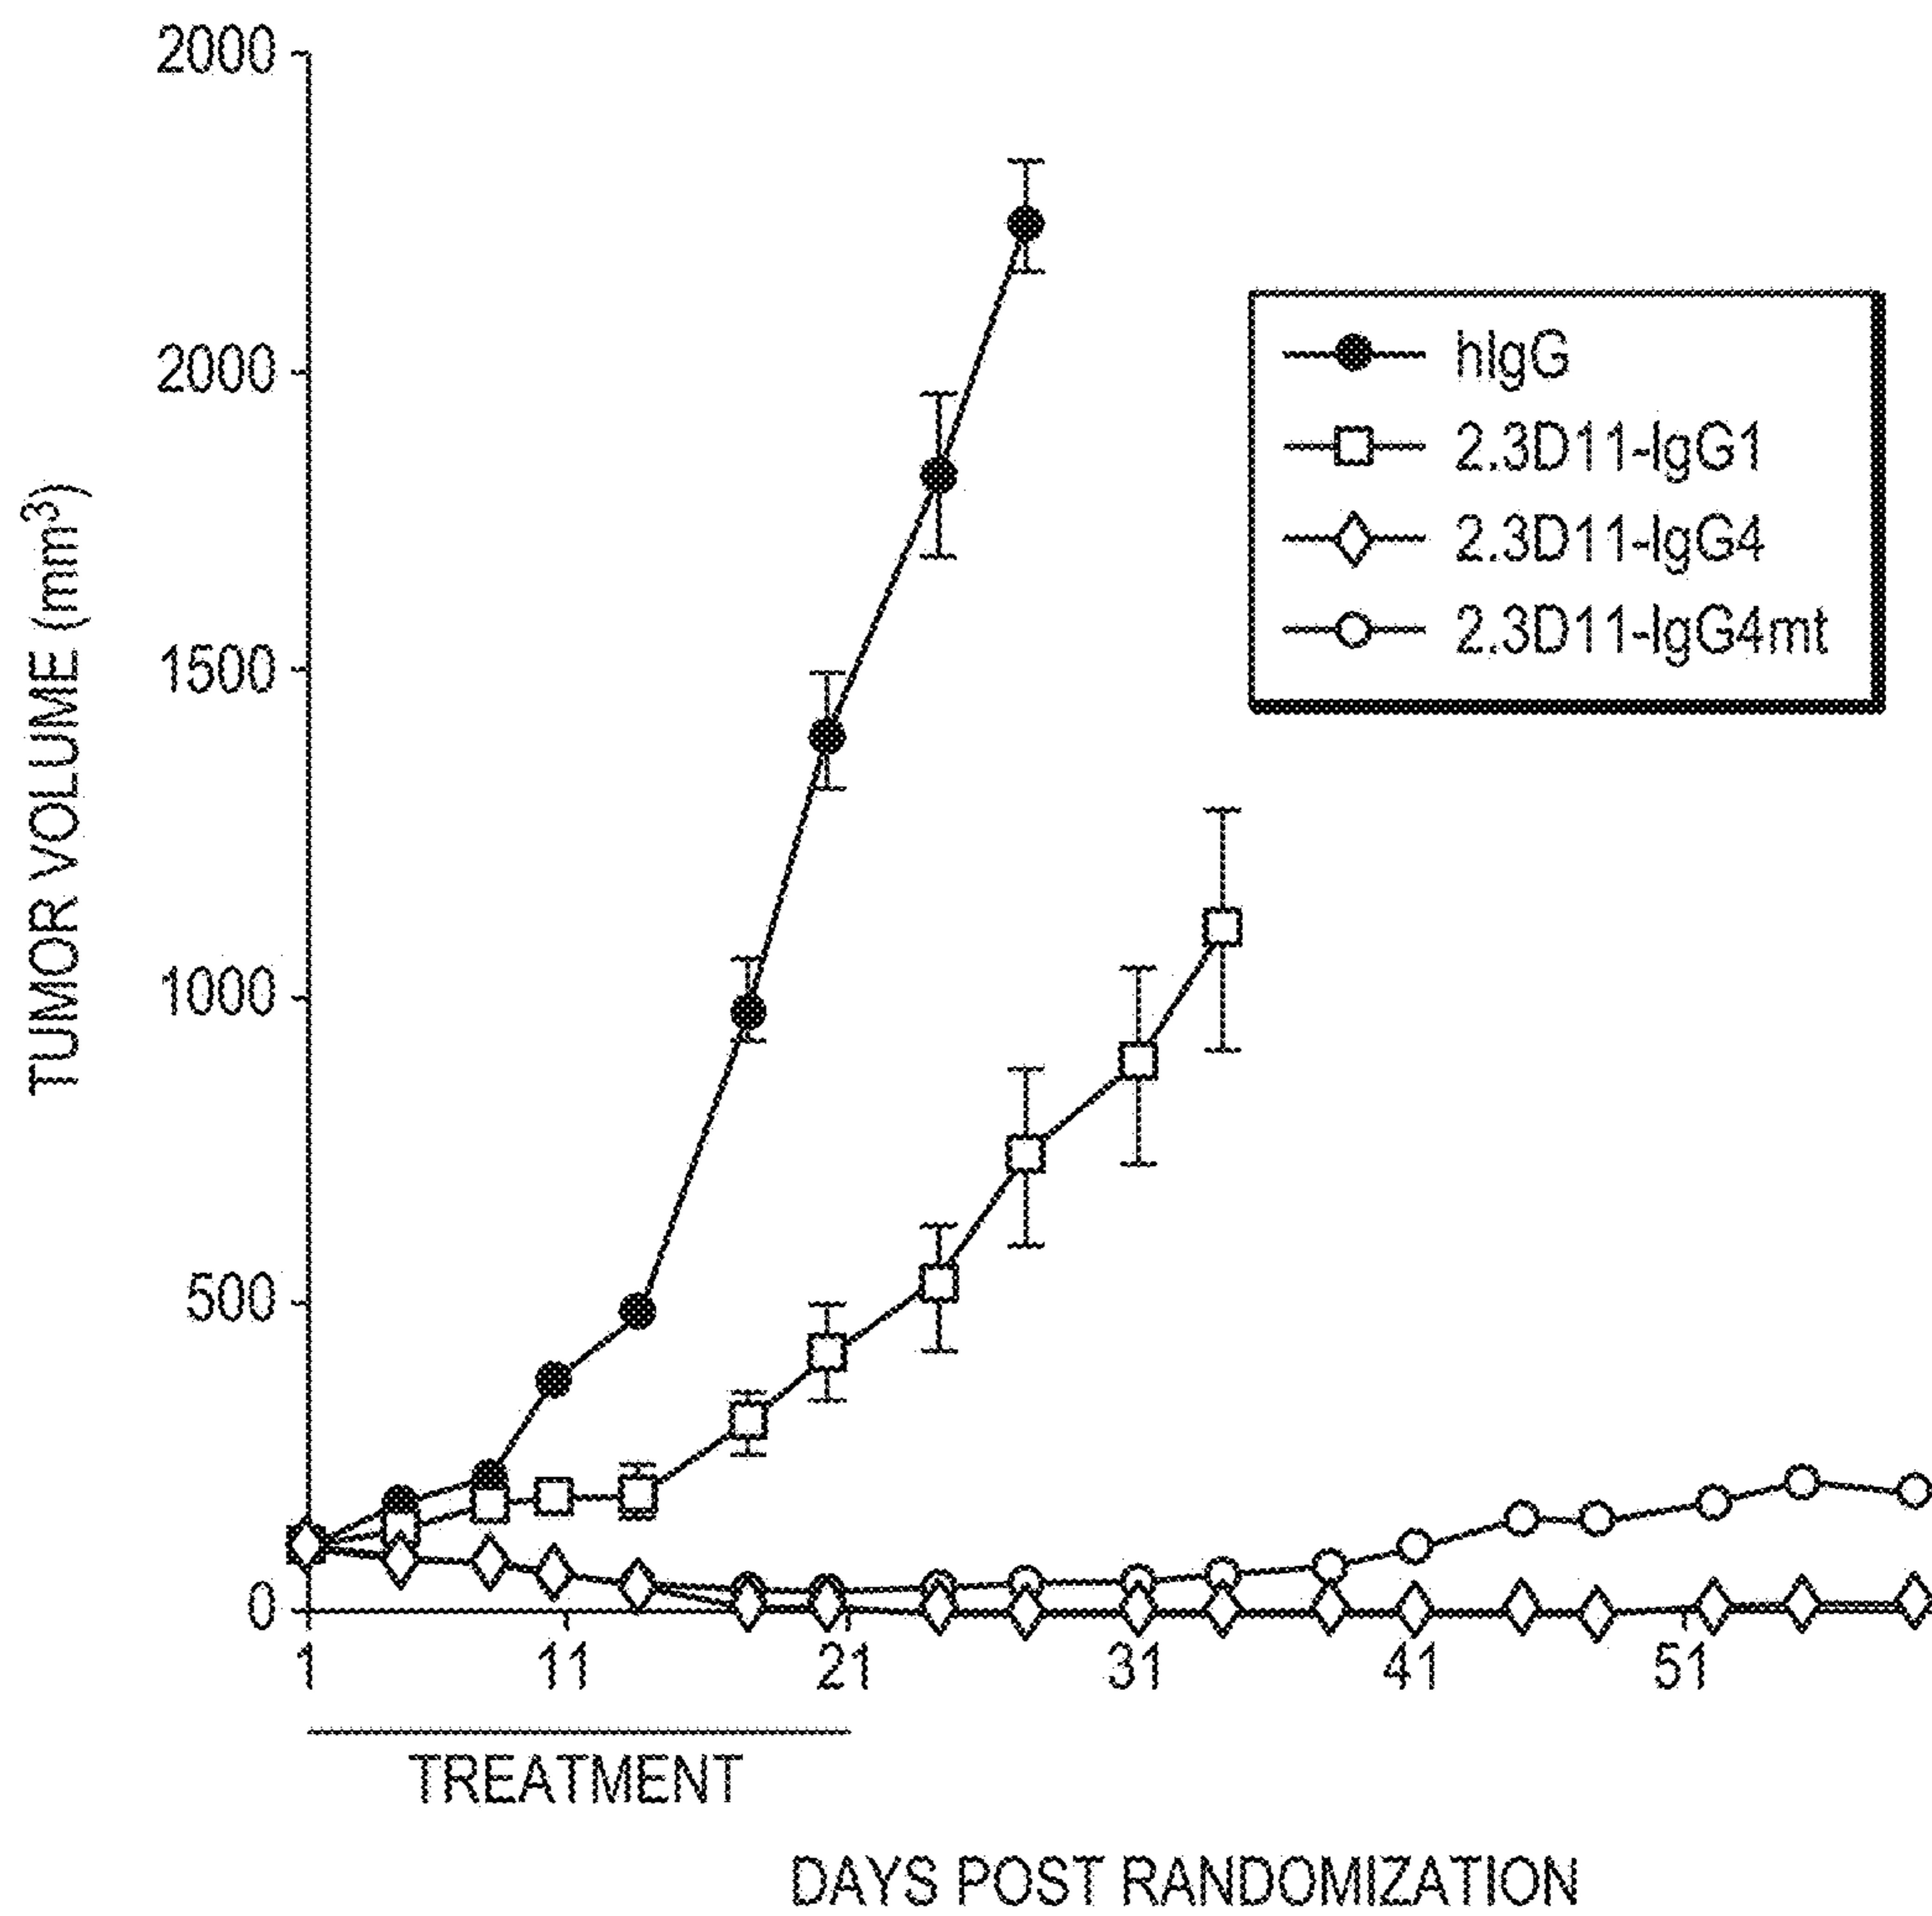 TUMOR VOLUME (mm³)
2000
2000
1500
1000
500
0
hIgG
2.3D11-IgG1
2.3D11-IgG4
2.3D11-IgG4mt
1 11 21 31 41 51
TREATMENT
DAYS POST RANDOMIZATION